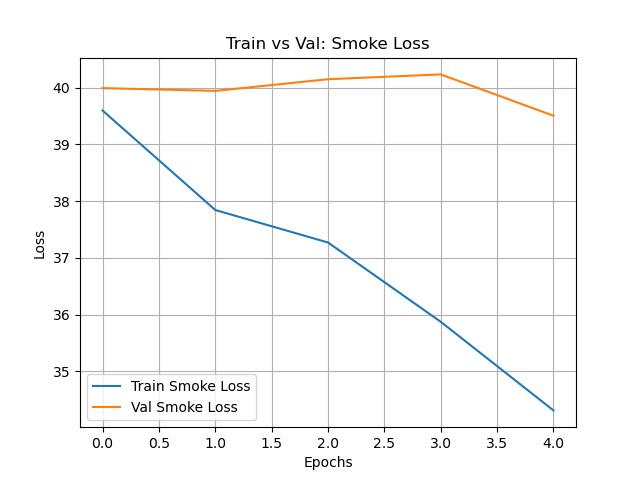 Train vs Val: Smoke Loss
Loss
40
39
38
37
36
35
Train Smoke Loss
Val Smoke Loss
0.0 0.5 1.0 1.5 2.0 2.5 3.0 3.5 4.0
Epochs